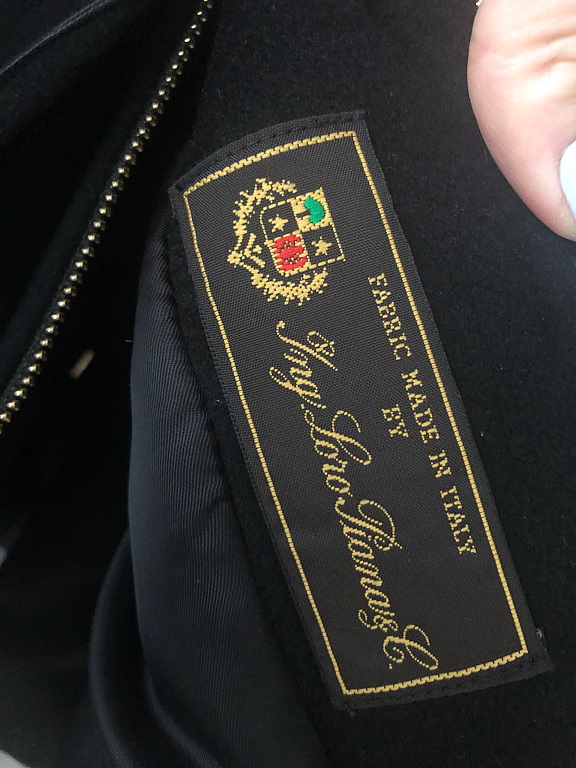 FABRIC MADE IN ITALY
BY
Ing. Loro Piana & C.